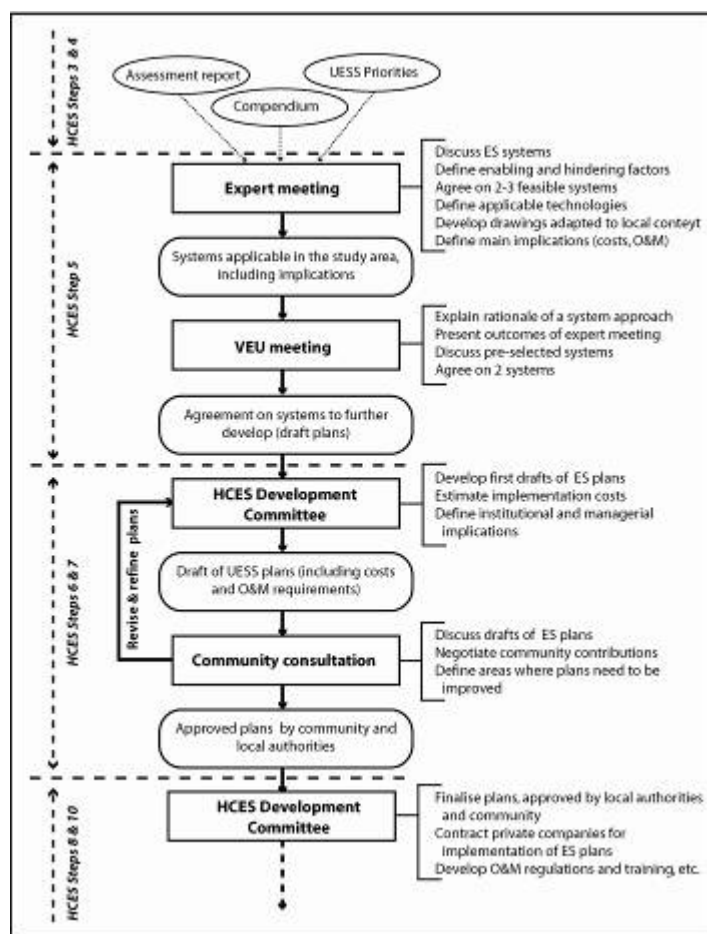 HCES Steps 3 & 4
Assessment report
UESS Priorities
Compendium
HCES Step 5
Expert meeting
Discuss ES systems
Define enabling and hindering factors
Agree on 2-3 feasible systems
Define applicable technologies
Develop drawings adapted to local conteyt
Define main implications (costs, O&M)
Systems applicable in the study area,
including implications
VEU meeting
Explain rationale of a system approach
Present outcomes of expert meeting
Discuss pre-selected systems
Agree on 2 systems
Agreement on systems to further
develop (draft plans)
HCES Steps 6 & 7
Revise & refine plans
HCES Development
Committee
Develop first drafts of ES plans
Estimate implementation costs
Define institutional and managerial
implications
Draft of UESS plans (including costs
and O&M requirements)
Community consultation
Discuss drafts of ES plans
Negotiate community contributions
Define areas where plans need to be
improved
Approved plans by community and
local authorities
HCES Steps 8 & 10
HCES Development
Committee
Finalise plans, approved by local authorities
and community
Contract private companies for
implementation of ES plans
Develop O&M regulations and training, etc.